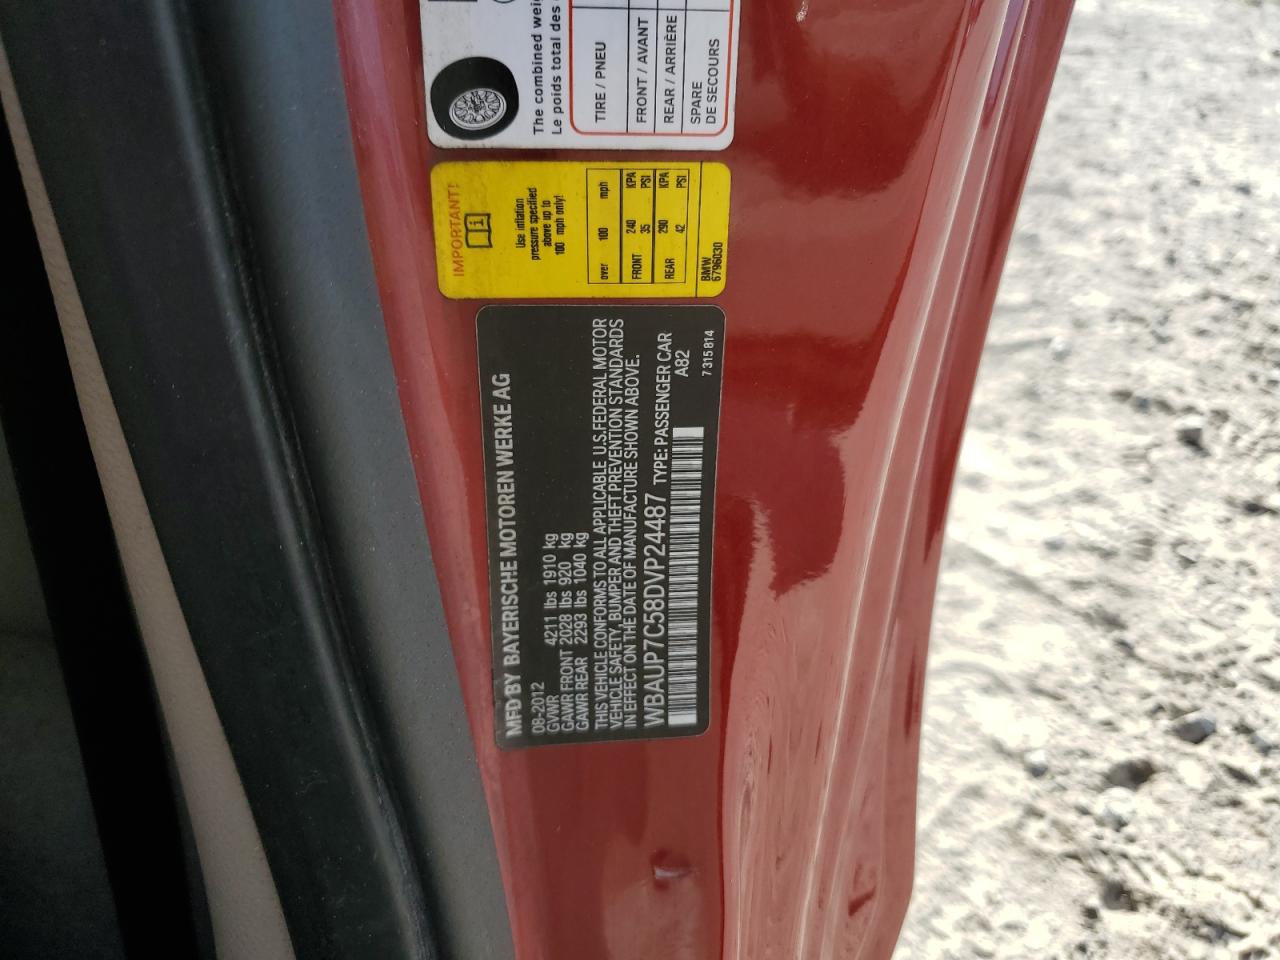 The combined
Le poids total des
TIRE / PNEU
FRONT / AVANT
REAR / ARRIÈRE
SPARE
DE SECOURS
IMPORTANT!
i
Use inflation
pressure specified
above up to
100 mph only!
over 100 mph
FRONT 240 KPA
35 PSI
REAR 290 KPA
42 PSI
BMW
6796030
MFD BY BAYERISCHE MOTOREN WERKE AG
08-2012
GVWR 4211 lbs 1910 kg
GAWR FRONT 2028 lbs 920 kg
GAWR REAR 2293 lbs 1040 kg
THIS VEHICLE CONFORMS TO ALL APPLICABLE U.S.FEDERAL MOTOR
VEHICLE SAFETY, BUMPER AND THEFT PREVENTION STANDARDS
IN EFFECT ON THE DATE OF MANUFACTURE SHOWN ABOVE.
WBAUP7C58DVP24487 TYPE: PASSENGER CAR
A82
7 315 814